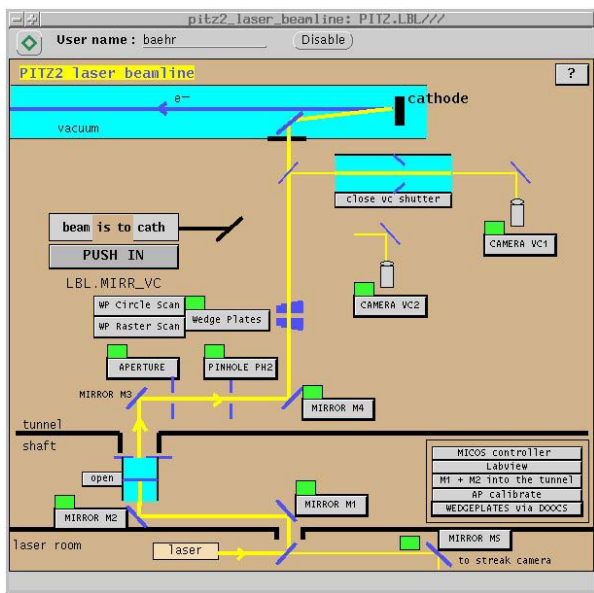 pitz2_laser_beamline: PITZ.LBL///
User name : baehr
Disable
PITZ2 laser beamline
?
e−
cathode
vacuum
close vc shutter
beam is to cath
PUSH IN
CAMERA VC1
LBL.MIRR_VC
CAMERA VC2
WP Circle Scan
Wedge Plates
WP Raster Scan
APERTURE
PINHOLE PH2
MIRROR M3
MIRROR M4
tunnel
shaft
MICOS controller
Labview
M1 + M2 into the tunnel
AP calibrate
WEDGEPLATES via DOOCS
open
MIRROR M1
MIRROR M2
laser room
laser
MIRROR MS
to streak camera